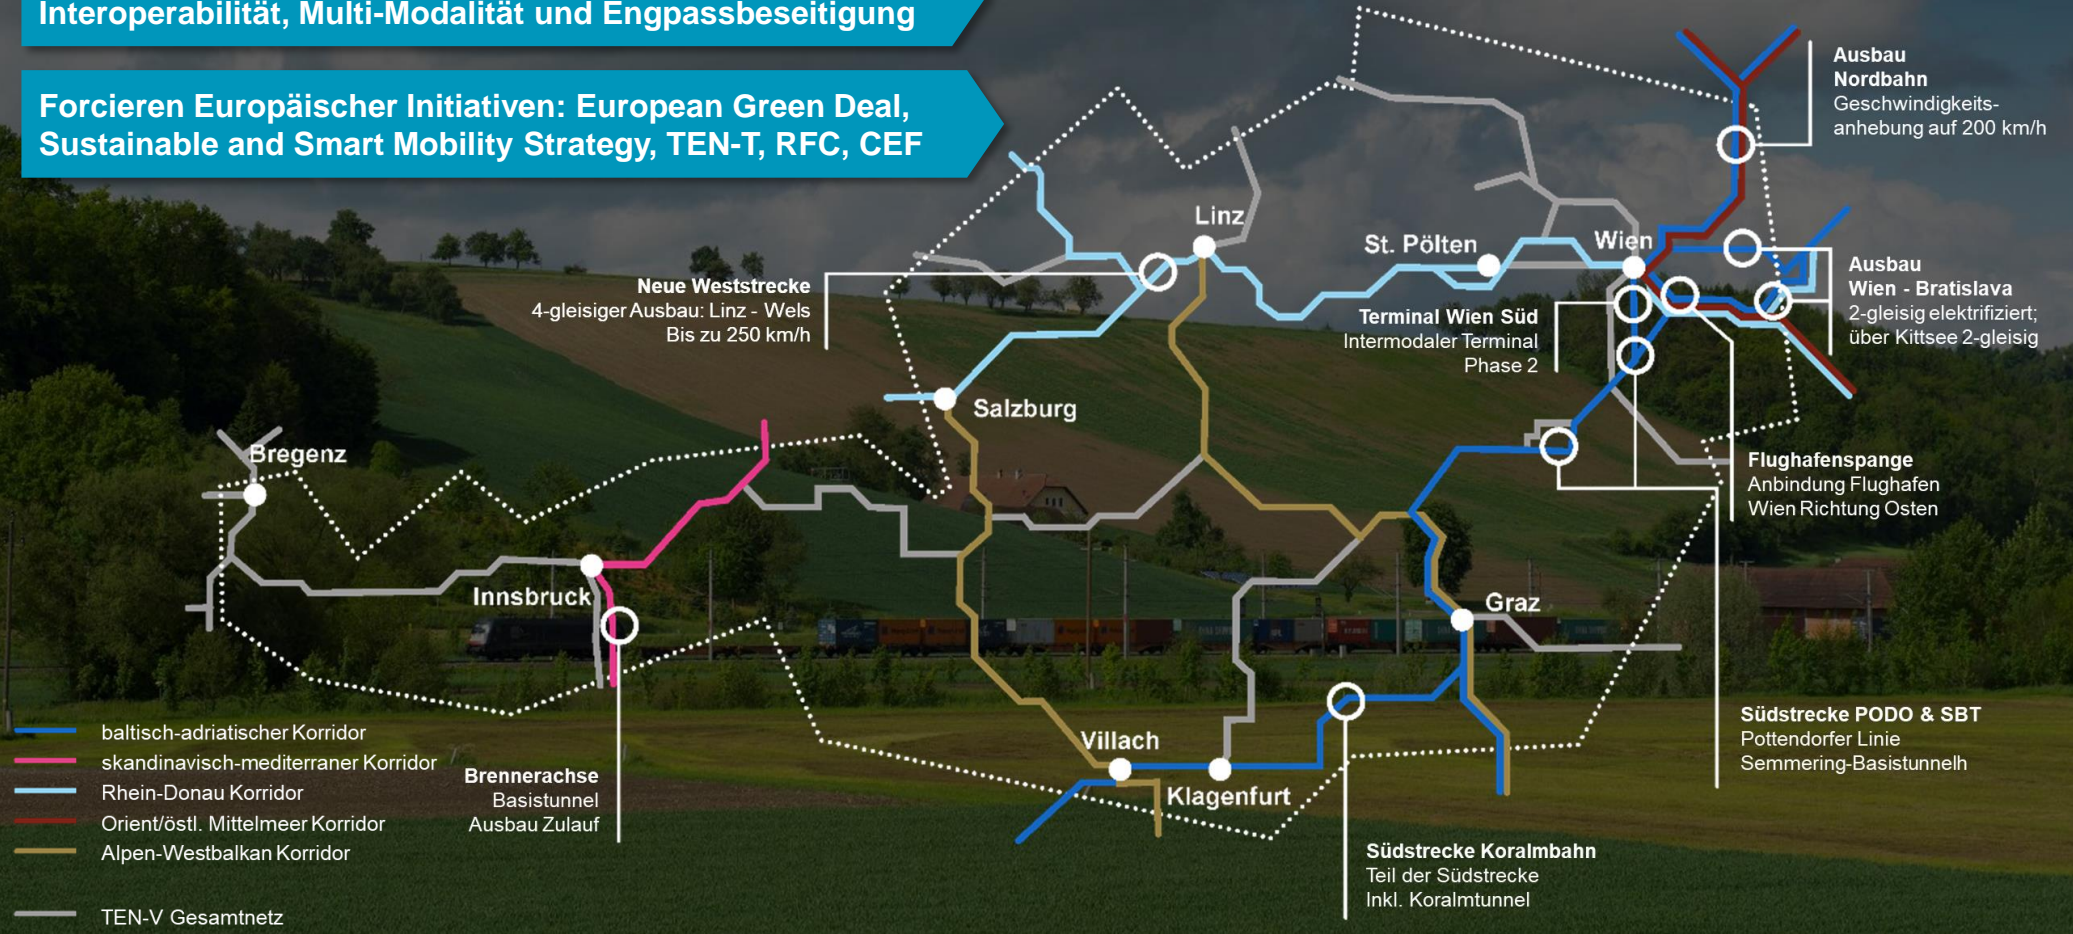 Interoperabilität, Multi-Modalität und Engpassbeseitigung
Forcieren Europäischer Initiativen: European Green Deal,
Sustainable and Smart Mobility Strategy, TEN-T, RFC, CEF
Ausbau
Nordbahn
Geschwindigkeits-
anhebung auf 200 km/h
Linz
St. Pölten
Wien
Neue Weststrecke
4-gleisiger Ausbau: Linz - Wels
Bis zu 250 km/h
Terminal Wien Süd
Intermodaler Terminal
Phase 2
Ausbau
Wien - Bratislava
2-gleisig elektrifiziert;
über Kittsee 2-gleisig
Salzburg
Bregenz
Flughafenspange
Anbindung Flughafen
Wien Richtung Osten
Innsbruck
Graz
Südstrecke PODO & SBT
Pottendorfer Linie
Semmering-Basistunnelh
Villach
Klagenfurt
Brennerachse
Basistunnel
Ausbau Zulauf
Südstrecke Koralmbahn
Teil der Südstrecke
Inkl. Koralmtunnel
baltisch-adriatischer Korridor
skandinavisch-mediterraner Korridor
Rhein-Donau Korridor
Orient/östl. Mittelmeer Korridor
Alpen-Westbalkan Korridor
TEN-V Gesamtnetz